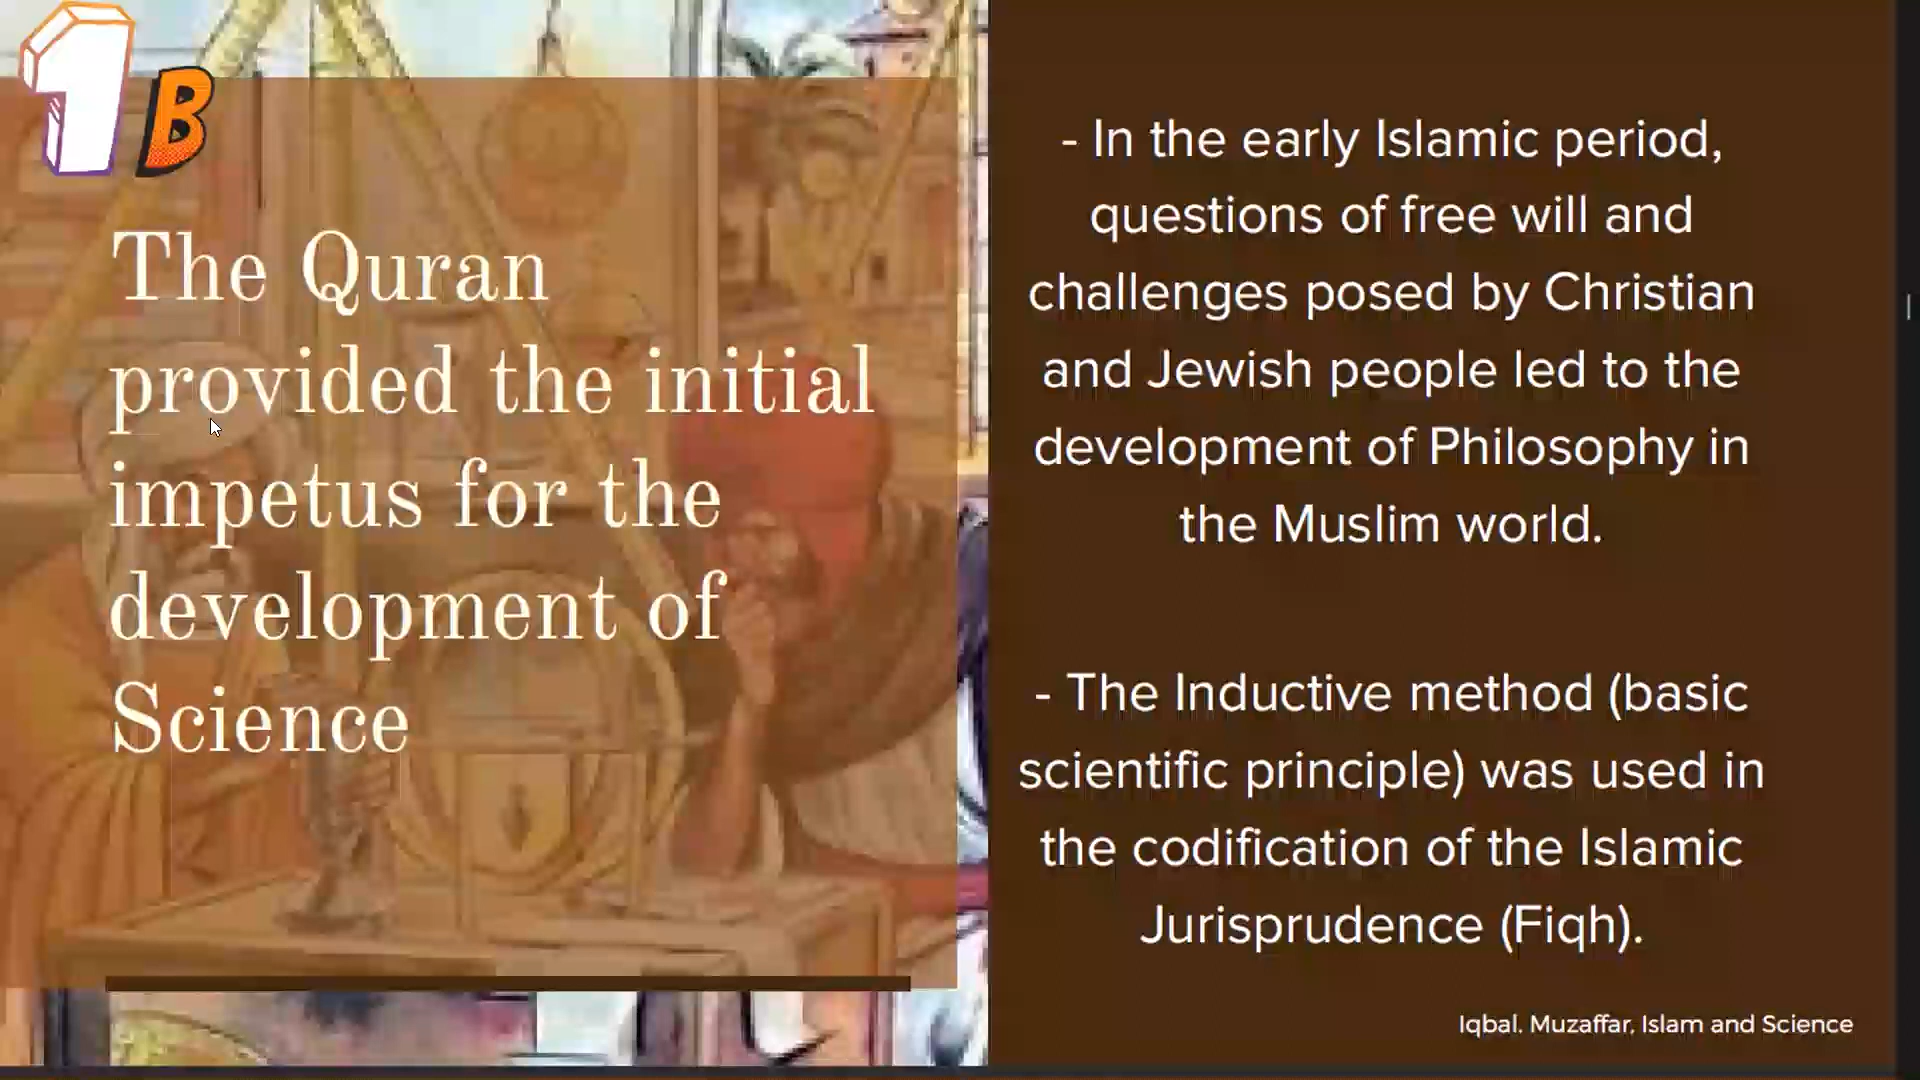 1B
The Quran
provided the initial
impetus for the
development of
Science
- In the early Islamic period,
questions of free will and
challenges posed by Christian
and Jewish people led to the
development of Philosophy in
the Muslim world.
- The Inductive method (basic
scientific principle) was used in
the codification of the Islamic
Jurisprudence (Fiqh).
Iqbal. Muzaffar, Islam and Science